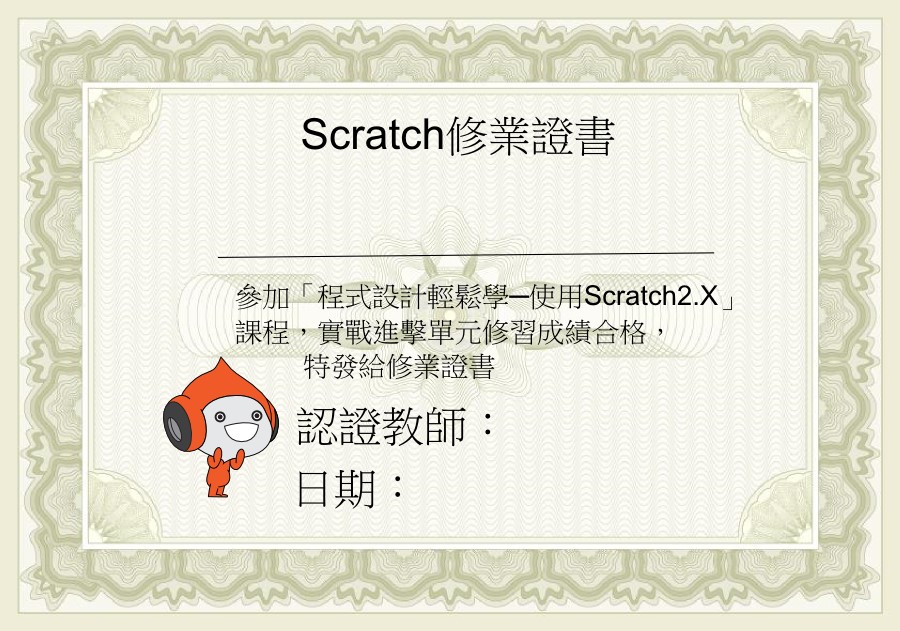 Scratch修業證書
參加「程式設計輕鬆學─使用Scratch2.X」
課程，實戰進擊單元修習成績合格，
特發給修業證書
認證教師：
日期：